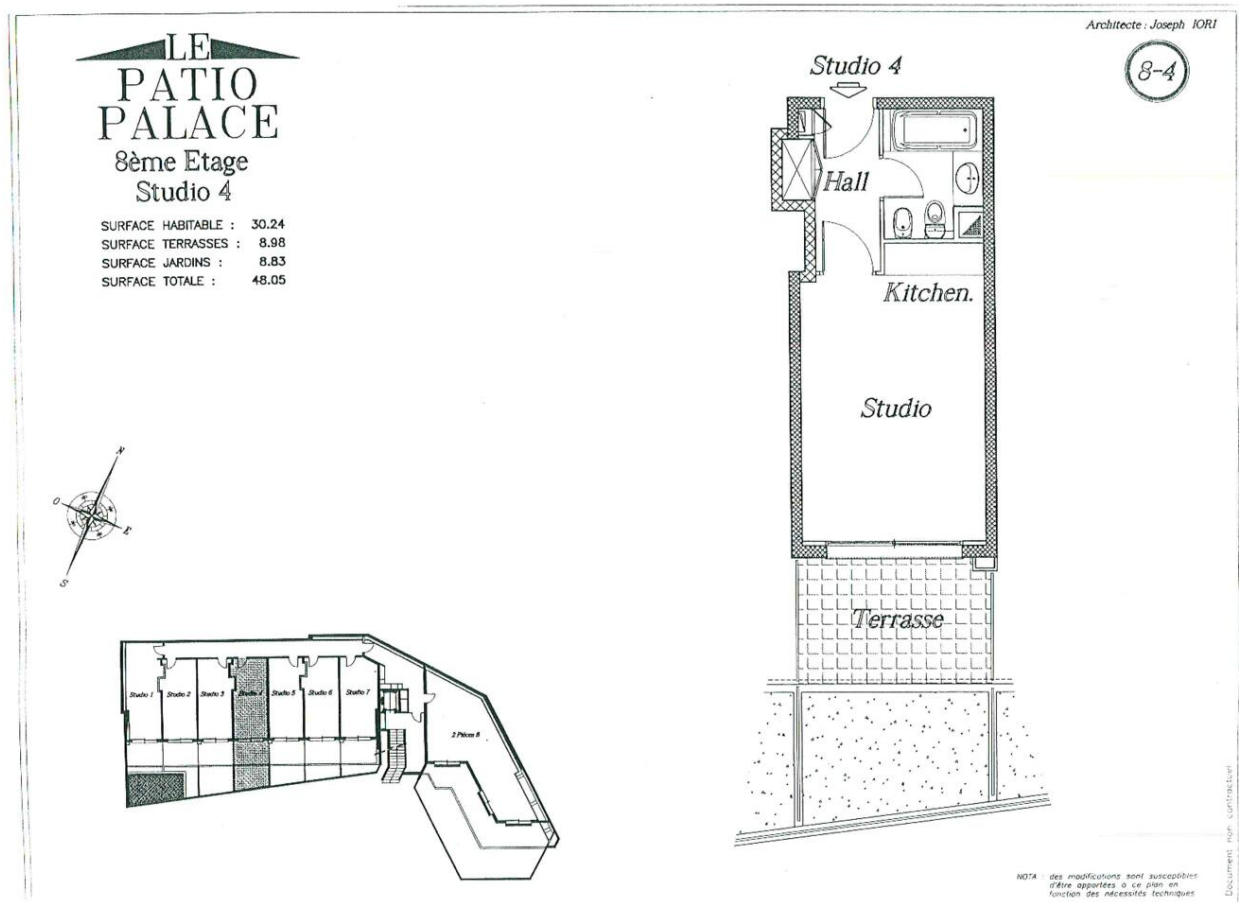 LE
PATIO
PALACE
8ème Etage
Studio 4
SURFACE HABITABLE : 30.24
SURFACE TERRASSES : 8.98
SURFACE JARDINS : 8.83
SURFACE TOTALE : 48.05
Architecte : Joseph IORI
8-4
Studio 4
Hall
Kitchen.
Studio
Terrasse
N
O
E
S
Studio 1
Studio 2
Studio 3
Studio 4
Studio 5
Studio 6
Studio 7
2 Pièces 8
NOTA : des modifications sont susceptibles
d'être apportées à ce plan en
fonction des nécessités techniques
Document non contractuel